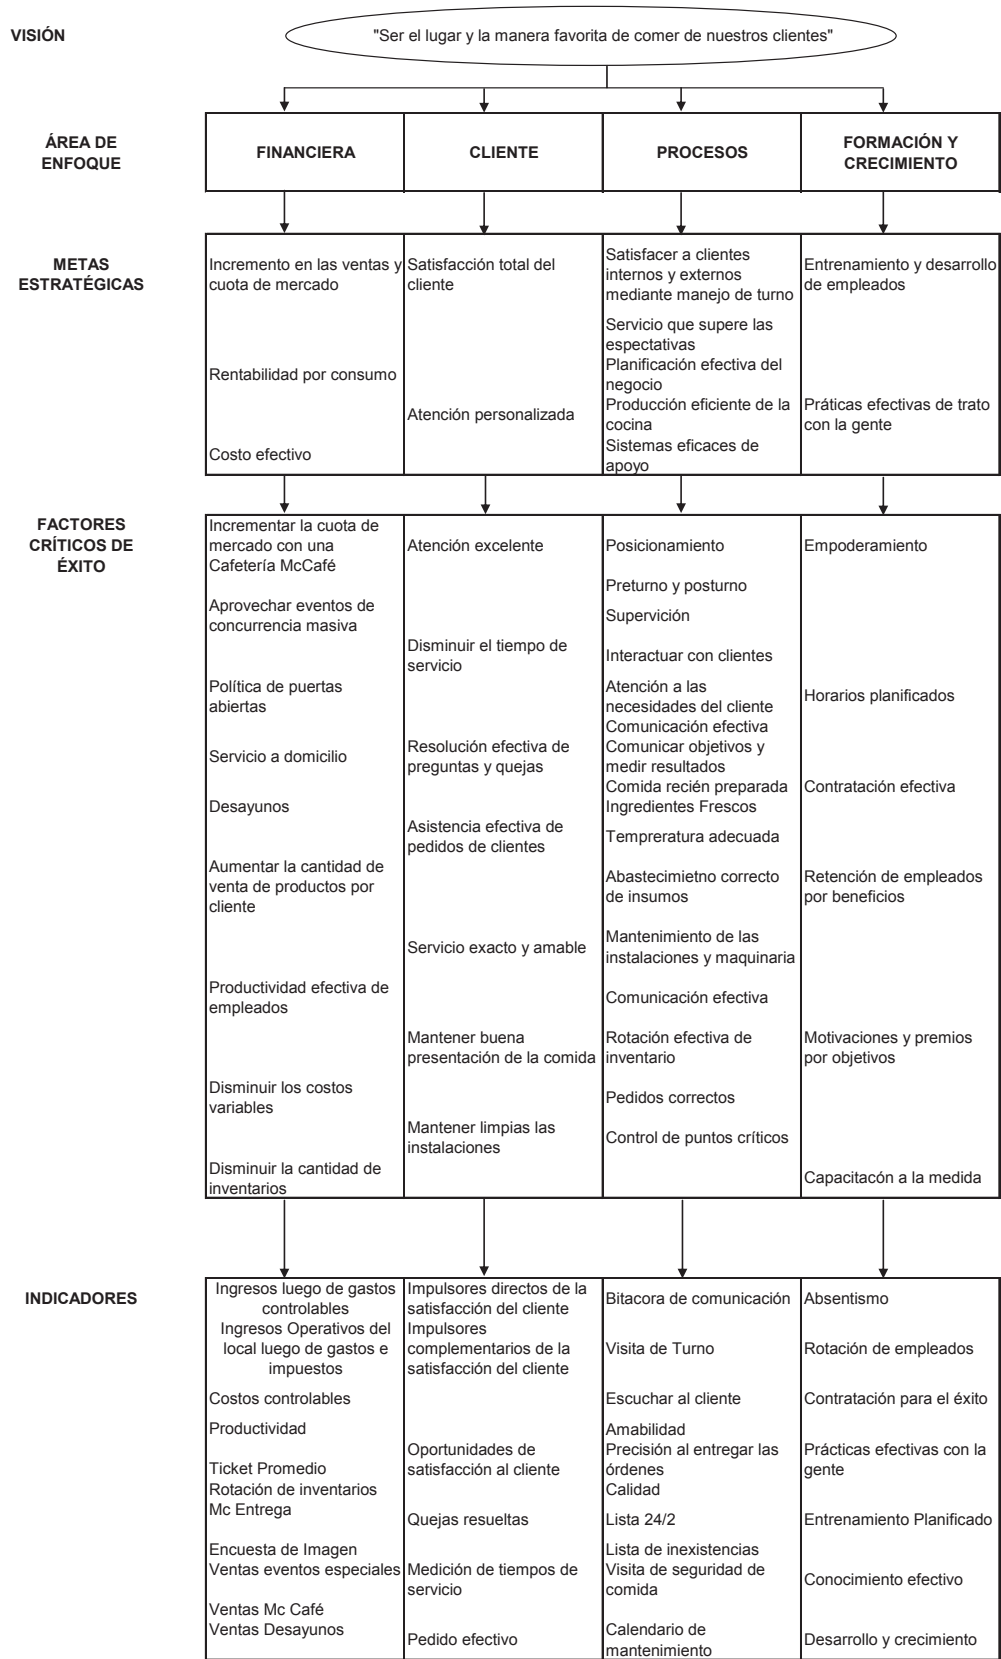 VISIÓN
"Ser el lugar y la manera favorita de comer de nuestros clientes"
ÁREA DE
ENFOQUE
FINANCIERA
CLIENTE
PROCESOS
FORMACIÓN Y
CRECIMIENTO
METAS
ESTRATÉGICAS
Incremento en las ventas y
cuota de mercado
Rentabilidad por consumo
Costo efectivo
Satisfacción total del
cliente
Atención personalizada
Satisfacer a clientes
internos y externos
mediante manejo de turno
Servicio que supere las
espectativas
Planificación efectiva del
negocio
Producción eficiente de la
cocina
Sistemas eficaces de
apoyo
Entrenamiento y desarrollo
de empleados
Práticas efectivas de trato
con la gente
FACTORES
CRÍTICOS DE
ÉXITO
Incrementar la cuota de
mercado con una
Cafetería McCafé
Aprovechar eventos de
concurrencia masiva
Política de puertas
abiertas
Servicio a domicilio
Desayunos
Aumentar la cantidad de
venta de productos por
cliente
Productividad efectiva de
empleados
Disminuir los costos
variables
Disminuir la cantidad de
inventarios
Atención excelente
Disminuir el tiempo de
servicio
Resolución efectiva de
preguntas y quejas
Asistencia efectiva de
pedidos de clientes
Servicio exacto y amable
Mantener buena
presentación de la comida
Mantener limpias las
instalaciones
Posicionamiento
Preturno y posturno
Supervición
Interactuar con clientes
Atención a las
necesidades del cliente
Comunicación efectiva
Comunicar objetivos y
medir resultados
Comida recién preparada
Ingredientes Frescos
Tempreratura adecuada
Abastecimietno correcto
de insumos
Mantenimiento de las
instalaciones y maquinaria
Comunicación efectiva
Rotación efectiva de
inventario
Pedidos correctos
Control de puntos críticos
Empoderamiento
Horarios planificados
Contratación efectiva
Retención de empleados
por beneficios
Motivaciones y premios
por objetivos
Capacitacón a la medida
INDICADORES
Ingresos luego de gastos
controlables
Ingresos Operativos del
local luego de gastos e
impuestos
Costos controlables
Productividad
Ticket Promedio
Rotación de inventarios
Mc Entrega
Encuesta de Imagen
Ventas eventos especiales
Ventas Mc Café
Ventas Desayunos
Impulsores directos de la
satisfacción del cliente
Impulsores
complementarios de la
satisfacción del cliente
Oportunidades de
satisfacción al cliente
Quejas resueltas
Medición de tiempos de
servicio
Pedido efectivo
Bitacora de comunicación
Visita de Turno
Escuchar al cliente
Amabilidad
Precisión al entregar las
órdenes
Calidad
Lista 24/2
Lista de inexistencias
Visita de seguridad de
comida
Calendario de
mantenimiento
Absentismo
Rotación de empleados
Contratación para el éxito
Prácticas efectivas con la
gente
Entrenamiento Planificado
Conocimiento efectivo
Desarrollo y crecimiento